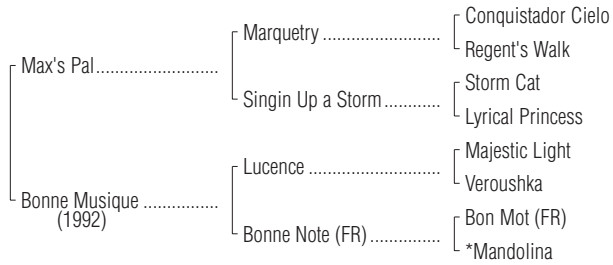 Conquistador Cielo
Marquetry ........................
Regent's Walk
Max's Pal.........................
Storm Cat
Singin Up a Storm............
Lyrical Princess
Majestic Light
Lucence ...........................
Veroushka
Bonne Musique ................
(1992)
Bon Mot (FR)
Bonne Note (FR)...............
*Mandolina